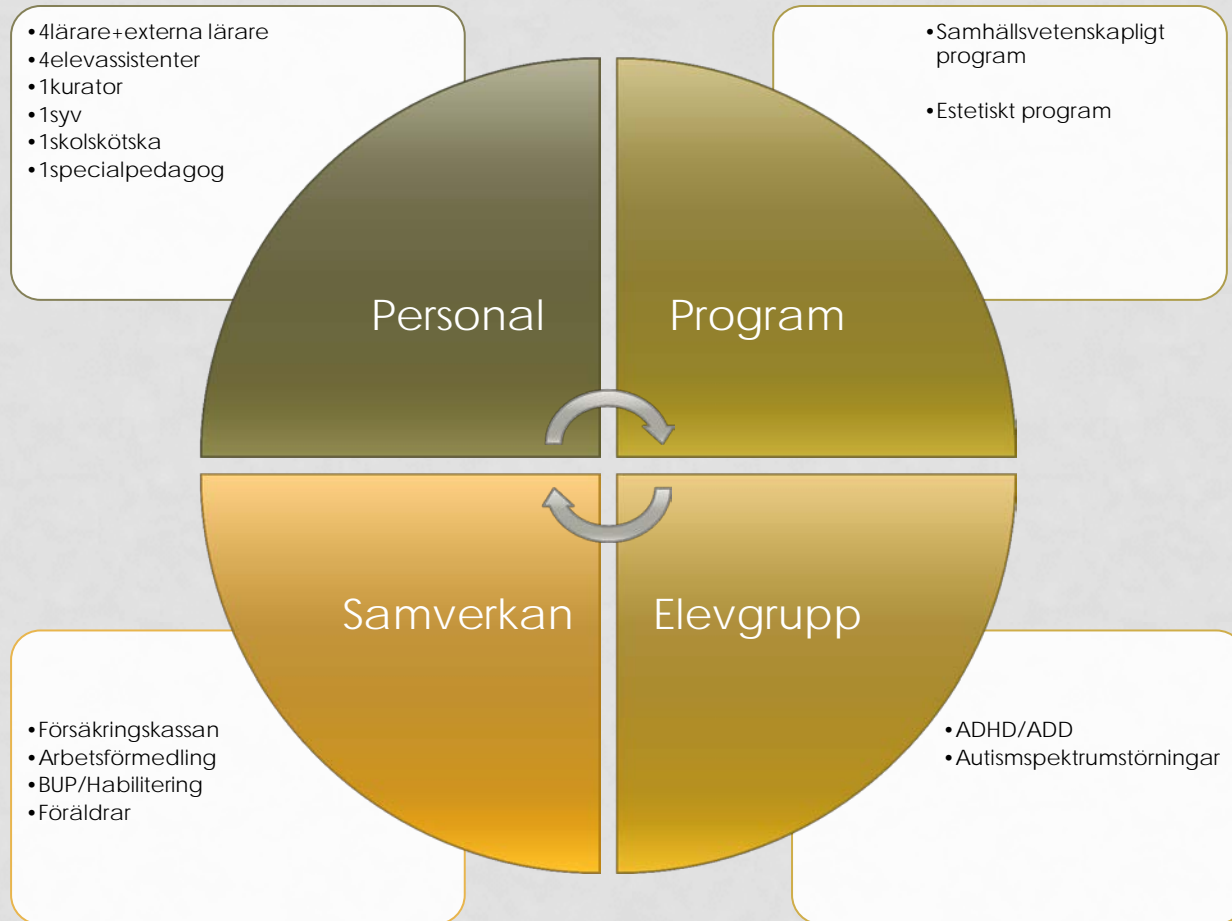 •4lärare+externa lärare
•4elevassistenter
•1kurator
•1syv
•1skolskötska
•1specialpedagog
•Samhällsvetenskapligt
program
•Estetiskt program
Personal
Program
Samverkan
Elevgrupp
•Försäkringskassan
•Arbetsförmedling
•BUP/Habilitering
•Föräldrar
•ADHD/ADD
•Autismspektrumstörningar